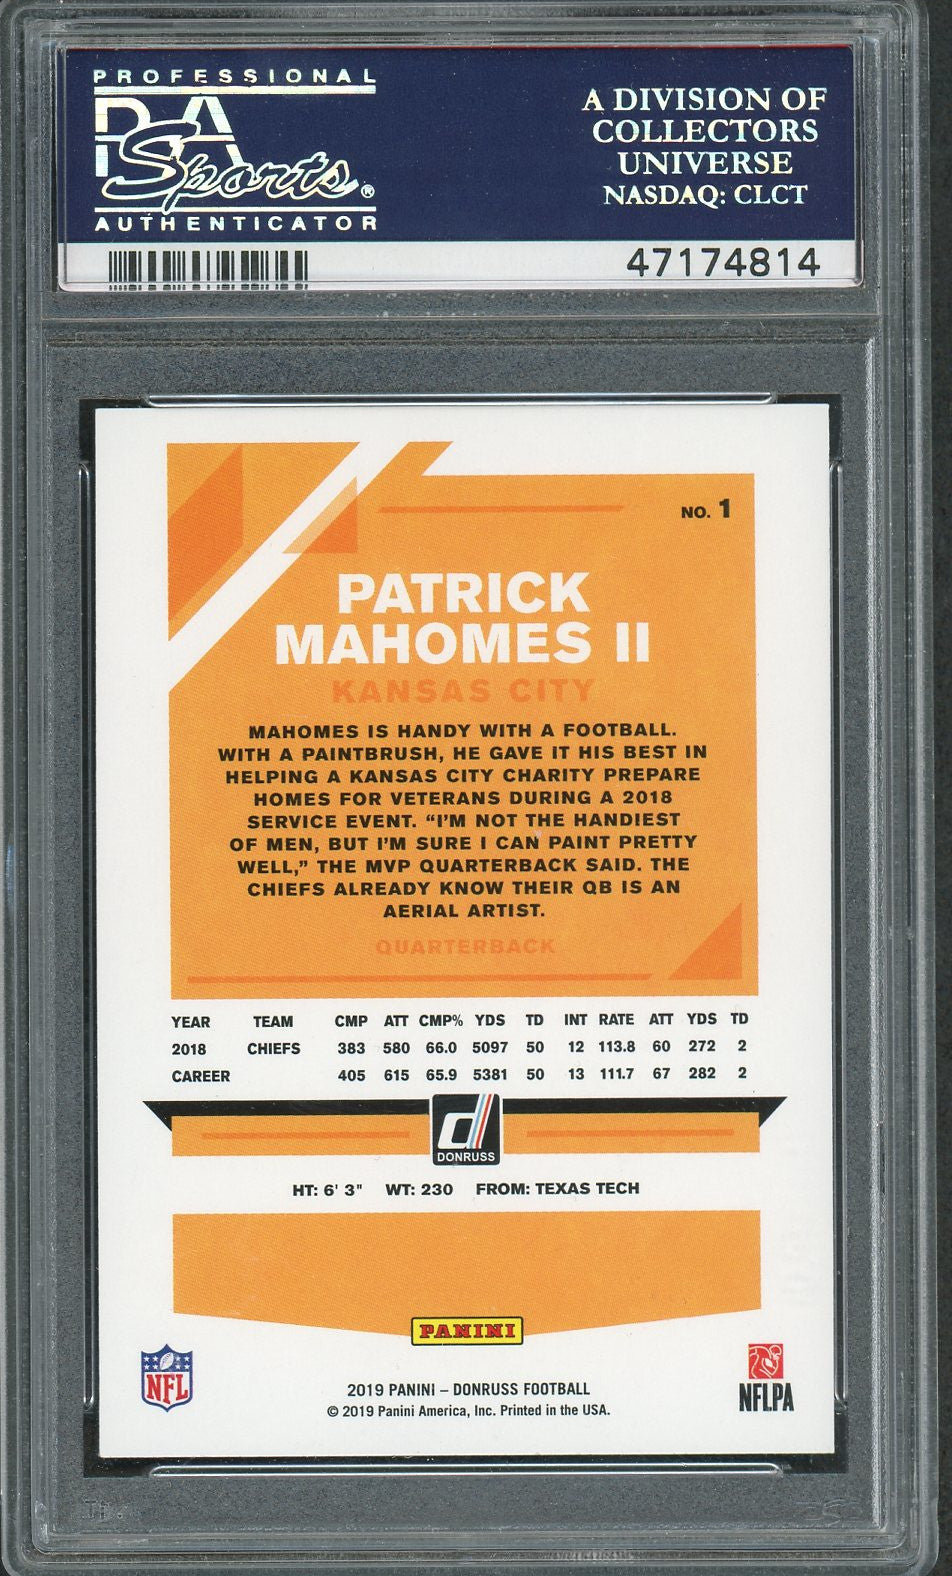 PROFESSIONAL
PSA
Sports®
AUTHENTICATOR
A DIVISION OF
COLLECTORS
UNIVERSE
NASDAQ: CLCT
47174814
NO. 1
PATRICK
MAHOMES II
KANSAS CITY
MAHOMES IS HANDY WITH A FOOTBALL.
WITH A PAINTBRUSH, HE GAVE IT HIS BEST IN
HELPING A KANSAS CITY CHARITY PREPARE
HOMES FOR VETERANS DURING A 2018
SERVICE EVENT. “I’M NOT THE HANDIEST
OF MEN, BUT I’M SURE I CAN PAINT PRETTY
WELL,” THE MVP QUARTERBACK SAID. THE
CHIEFS ALREADY KNOW THEIR QB IS AN
AERIAL ARTIST.
QUARTERBACK
YEAR TEAM CMP ATT CMP% YDS TD INT RATE ATT YDS TD
2018 CHIEFS 383 580 66.0 5097 50 12 113.8 60 272 2
CAREER 405 615 65.9 5381 50 13 111.7 67 282 2
d
DONRUSS
HT: 6' 3" WT: 230 FROM: TEXAS TECH
PANINI
NFL
NFLPA
2019 PANINI – DONRUSS FOOTBALL
© 2019 Panini America, Inc. Printed in the USA.